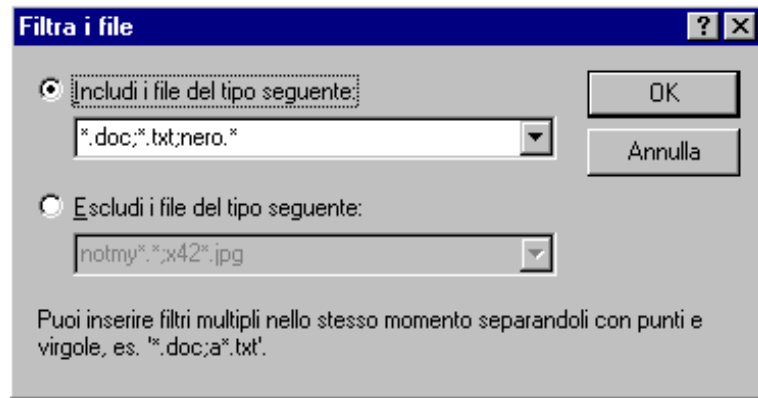 Filtra i file
Includi i file del tipo seguente:
OK
*.doc;*.txt;nero.*
Annulla
Escludi i file del tipo seguente:
notmy*.*;x42*.jpg
Puoi inserire filtri multipli nello stesso momento separandoli con punti e
virgole, es. '*.doc;a*.txt'.